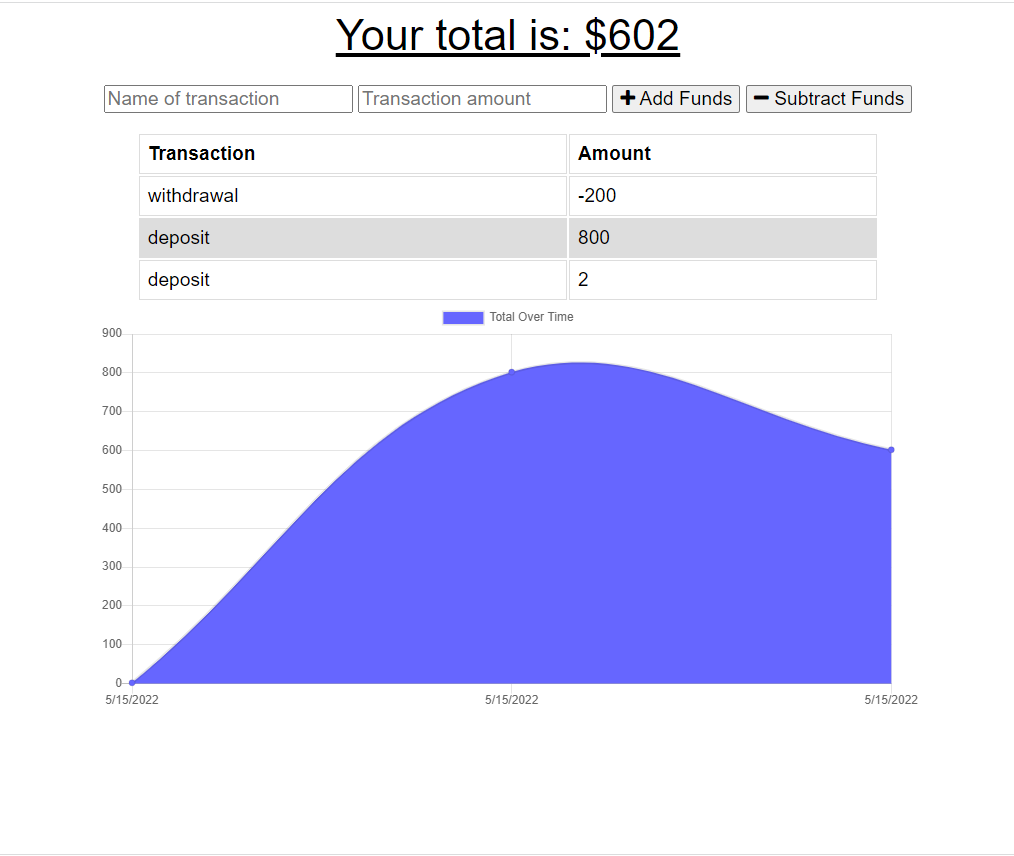 Your total is: $602
Name of transaction Transaction amount Add Funds Subtract Funds
Transaction Amount
withdrawal -200
deposit 800
deposit 2
Total Over Time
900
800
700
600
500
400
300
200
100
0
5/15/2022 5/15/2022 5/15/2022